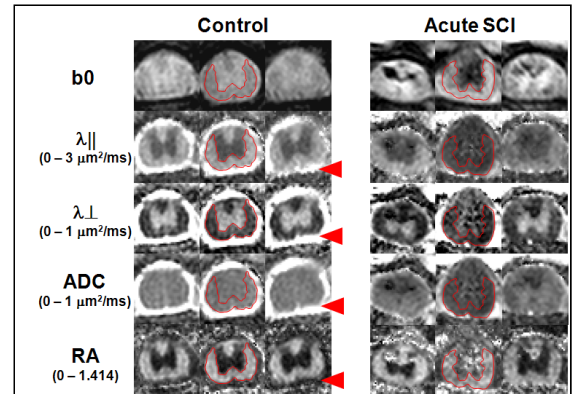 Control
Acute SCI
b0
λ||
(0 – 3 μm²/ms)
λ⊥
(0 – 1 μm²/ms)
ADC
(0 – 1 μm²/ms)
RA
(0 – 1.414)